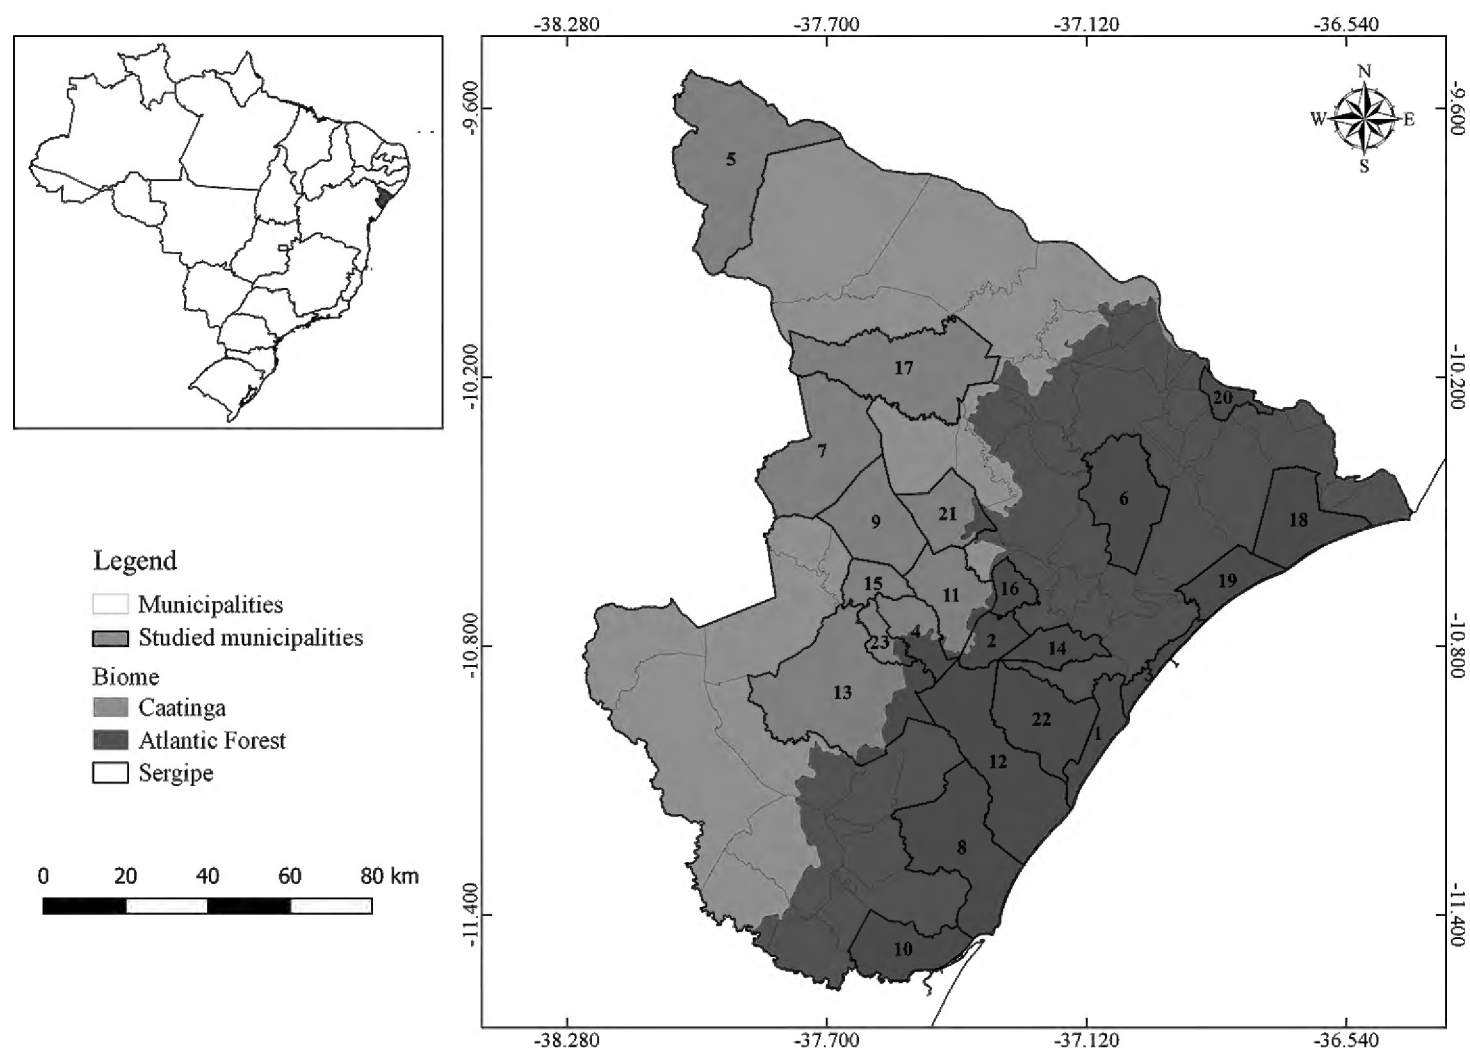 -38.280 -37.700 -37.120 -36.540
N
W E
S
-9.600 -9.600
5
17
-10.200 -10.200
20
7
6
21
9 18
15 16 19
11
4 2
23 14
-10.800 -10.800
3
13
22
1
12
8
-11.400 -11.400
10
-38.280 -37.700 -37.120 -36.540
Legend
Municipalities
Studied municipalities
Biome
Caatinga
Atlantic Forest
Sergipe
0 20 40 60 80 km